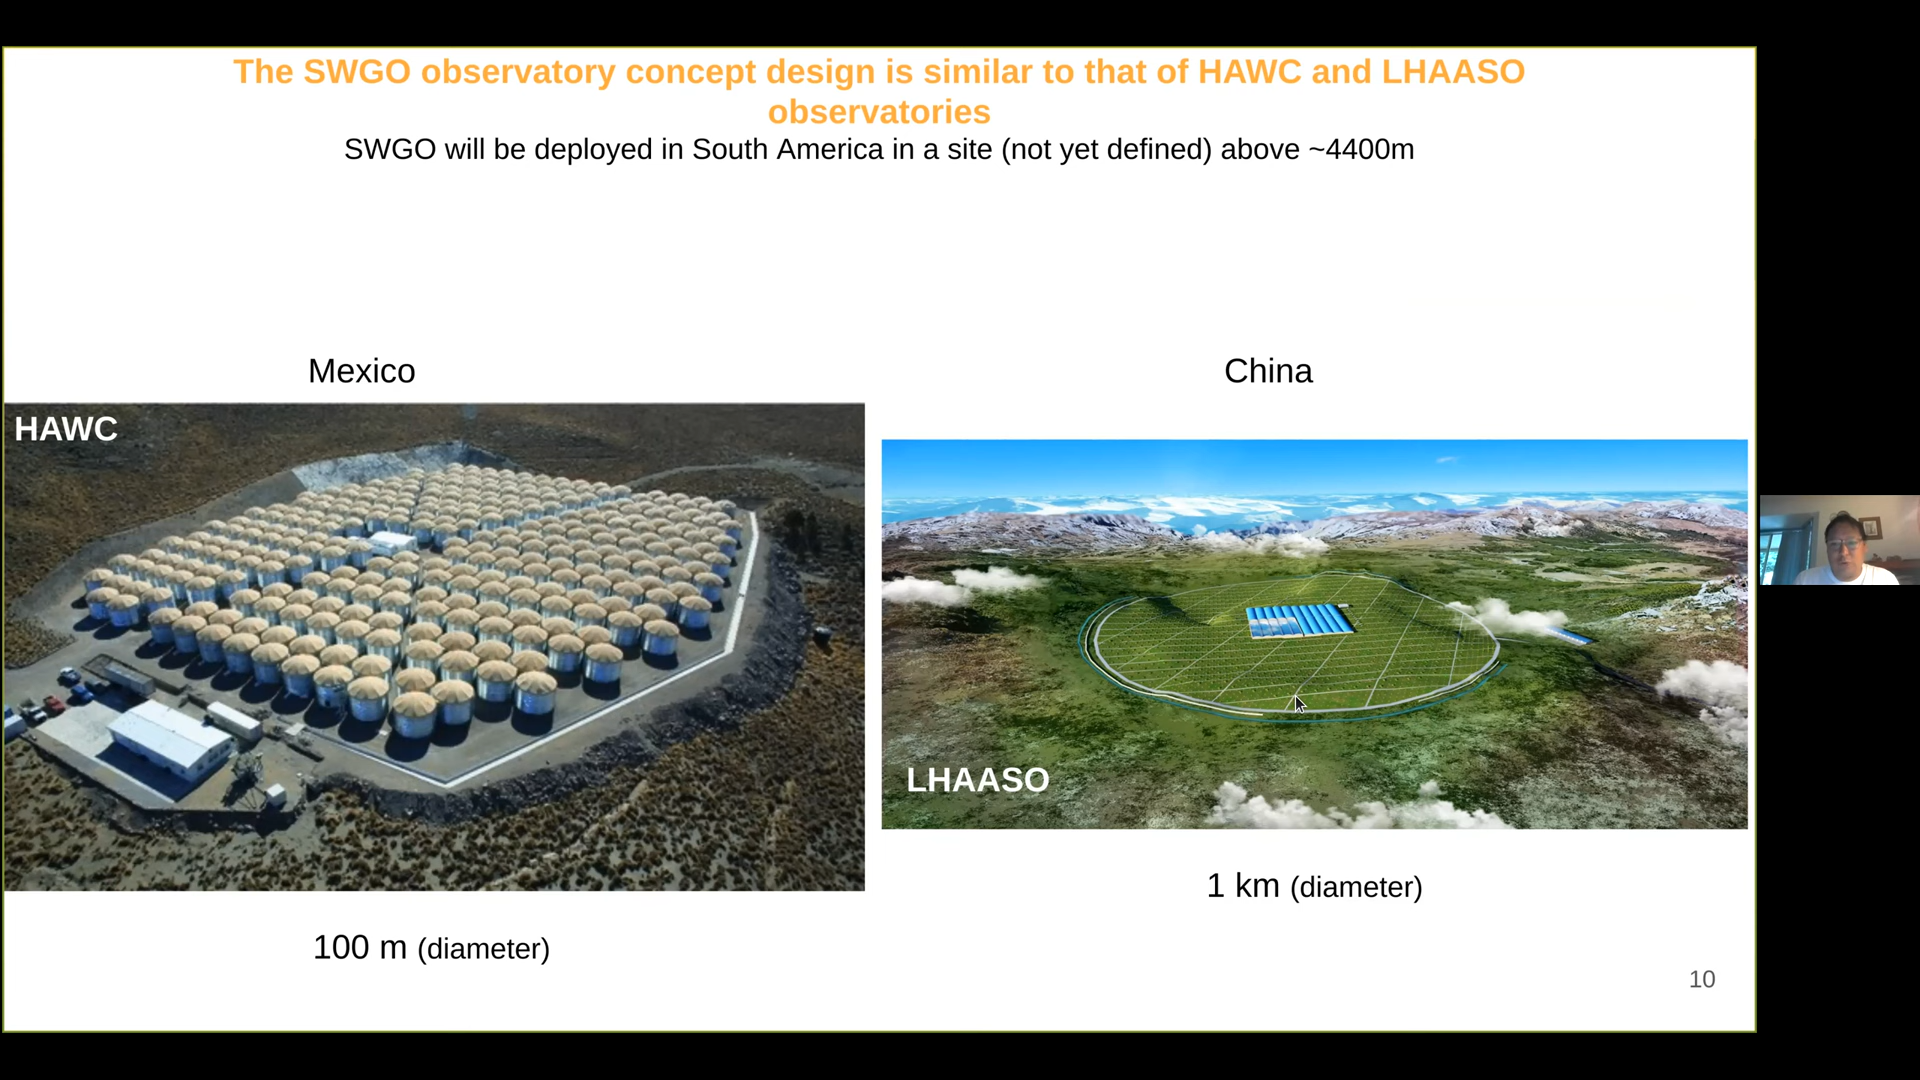 The SWGO observatory concept design is similar to that of HAWC and LHAASO
observatories
SWGO will be deployed in South America in a site (not yet defined) above ~4400m
Mexico
China
HAWC
LHAASO
1 km (diameter)
100 m (diameter)
10